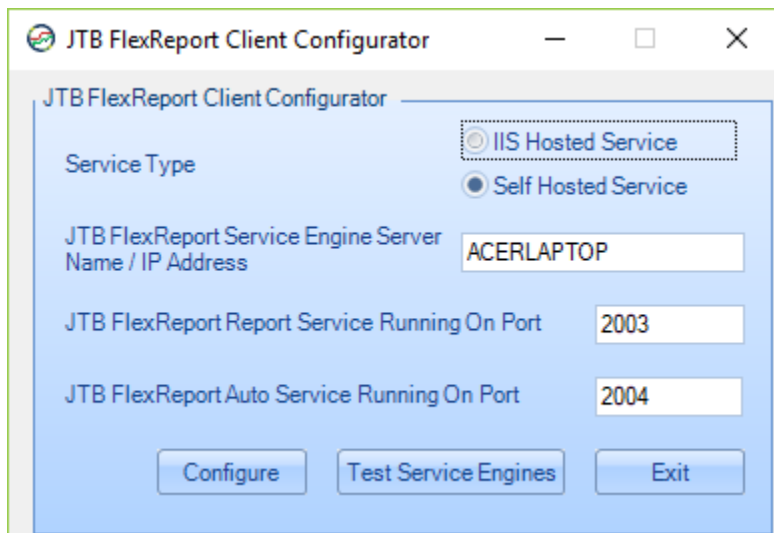 JTB FlexReport Client Configurator
JTB FlexReport Client Configurator
Service Type
IIS Hosted Service
Self Hosted Service
JTB FlexReport Service Engine Server
Name / IP Address
ACERLAPTOP
JTB FlexReport Report Service Running On Port
2003
JTB FlexReport Auto Service Running On Port
2004
Configure
Test Service Engines
Exit